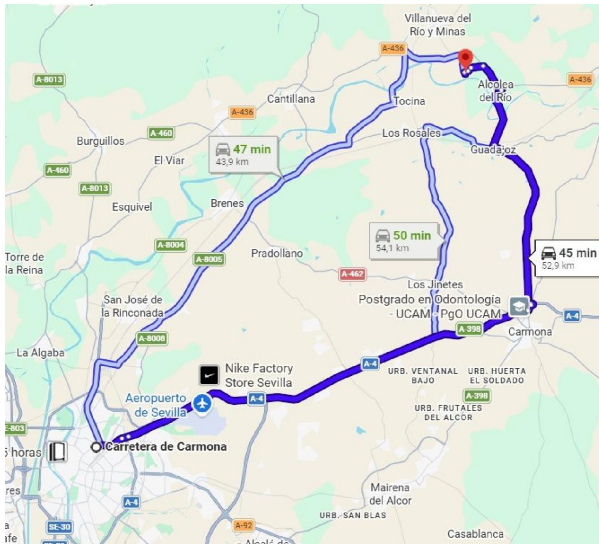 Villanueva del
Río y Minas
A-436
A-8013
A-436
Alcolea
del Río
Cantillana
Tocina
A-436
Burguillos
A-460
Los Rosales
47 min
43,9 km
Guadajoz
El Viar
A-460
A-8013
Esquivel
Brenes
50 min
54,1 km
A-8004
Pradollano
45 min
52,9 km
Torre de
la Reina
A-8005
A-462
Los Jinetes
San José de
la Rinconada
Postgrado en Odontología
- UCAM - PgO UCAM
A-4
A-398
Carmona
A-8008
La Algaba
Nike Factory
Store Sevilla
A-4
URB. VENTANAL
BAJO
URB. HUERTA
EL SOLDADO
Aeropuerto
de Sevilla
A-4
A-398
URB. FRUTALES
DEL ALCOR
E-803
horas
Carretera de Carmona
Mairena
del Alcor
A-4
URB. SAN BLAS
SE-30
A-92
Casablanca
Alcalá de